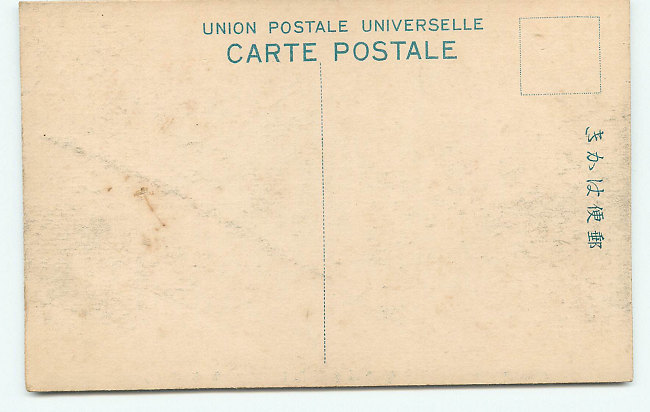 UNION POSTALE UNIVERSELLE
CARTE POSTALE
郵便はかき